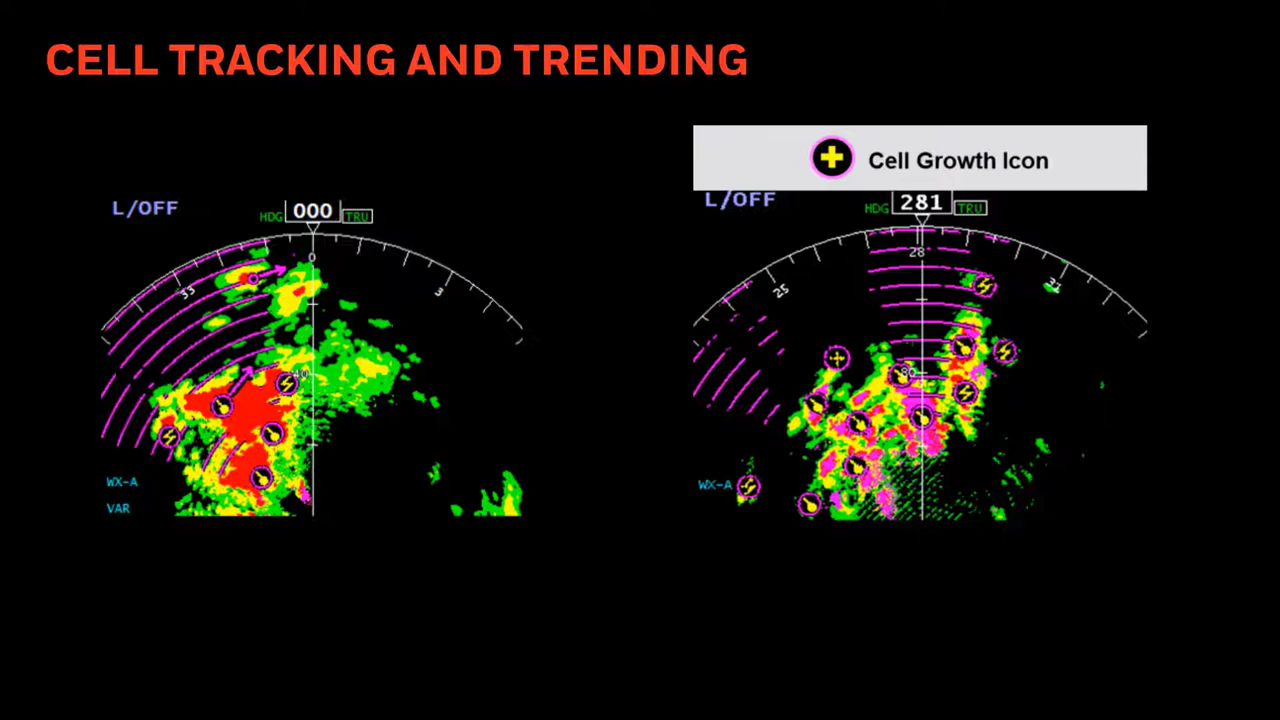 CELL TRACKING AND TRENDING
Cell Growth Icon
L/OFF
HDG 000 TRU
0
33
3
40
WX-A
VAR
L/OFF
HDG 281 TRU
28
25
31
80
WX-A